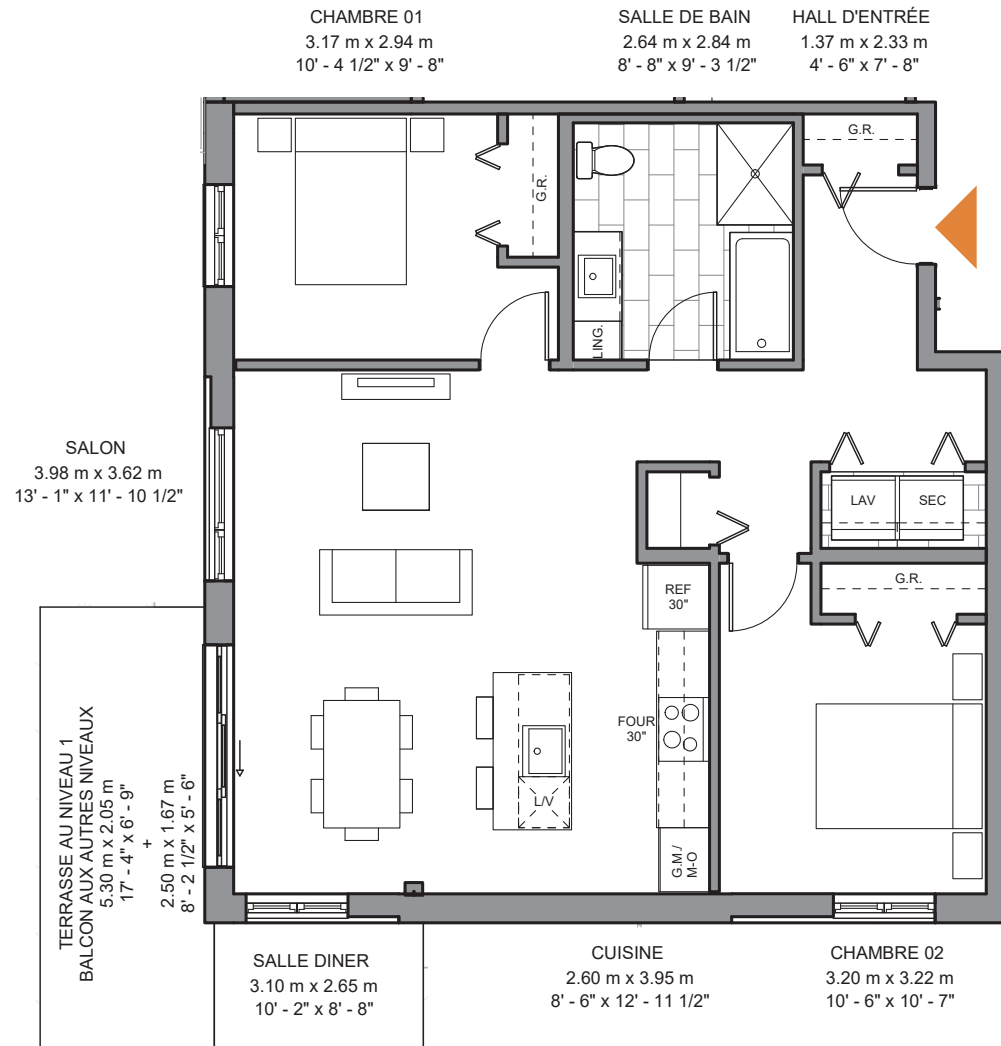 CHAMBRE 01
3.17 m x 2.94 m
10' - 4 1/2" x 9' - 8"
SALLE DE BAIN
2.64 m x 2.84 m
8' - 8" x 9' - 3 1/2"
HALL D'ENTRÉE
1.37 m x 2.33 m
4' - 6" x 7' - 8"
G.R.
G.R.
LING.
SALON
3.98 m x 3.62 m
13' - 1" x 11' - 10 1/2"
LAV
SEC
G.R.
REF
30"
FOUR
30"
L/V
G.M./
M-O
TERRASSE AU NIVEAU 1
BALCON AUX AUTRES NIVEAUX
5.30 m x 2.05 m
17' - 4" x 6' - 9"
+
2.50 m x 1.67 m
8' - 2 1/2" x 5' - 6"
SALLE DINER
3.10 m x 2.65 m
10' - 2" x 8' - 8"
CUISINE
2.60 m x 3.95 m
8' - 6" x 12' - 11 1/2"
CHAMBRE 02
3.20 m x 3.22 m
10' - 6" x 10' - 7"